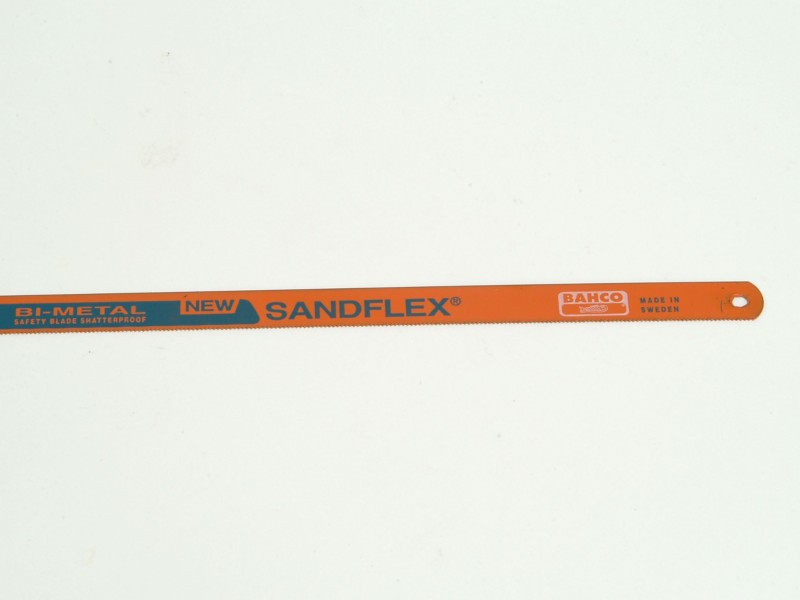 BI-METAL
SAFETY BLADE SHATTERPROOF
NEW
SANDFLEX®
BAHCO
MADE IN
SWEDEN